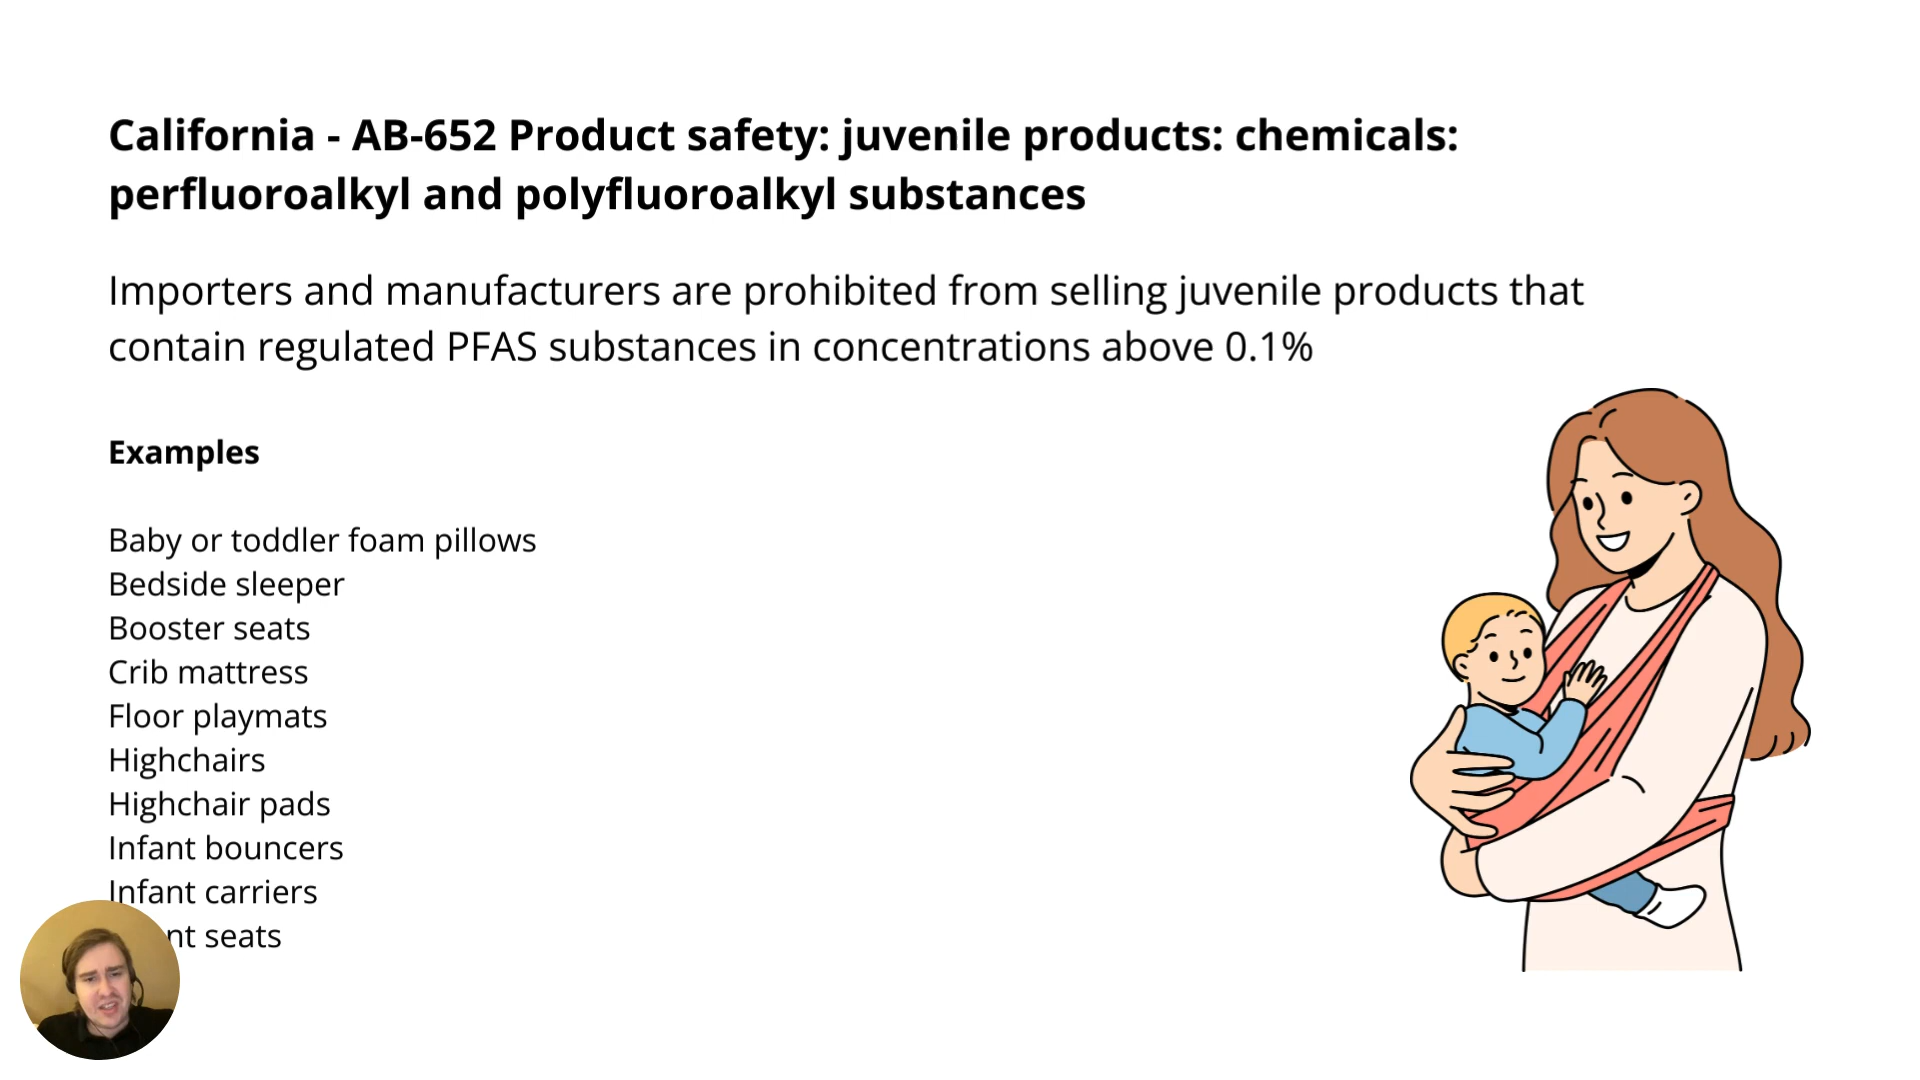 California - AB-652 Product safety: juvenile products: chemicals:
perfluoroalkyl and polyfluoroalkyl substances
Importers and manufacturers are prohibited from selling juvenile products that
contain regulated PFAS substances in concentrations above 0.1%
Examples
Baby or toddler foam pillows
Bedside sleeper
Booster seats
Crib mattress
Floor playmats
Highchairs
Highchair pads
Infant bouncers
Infant carriers
seats